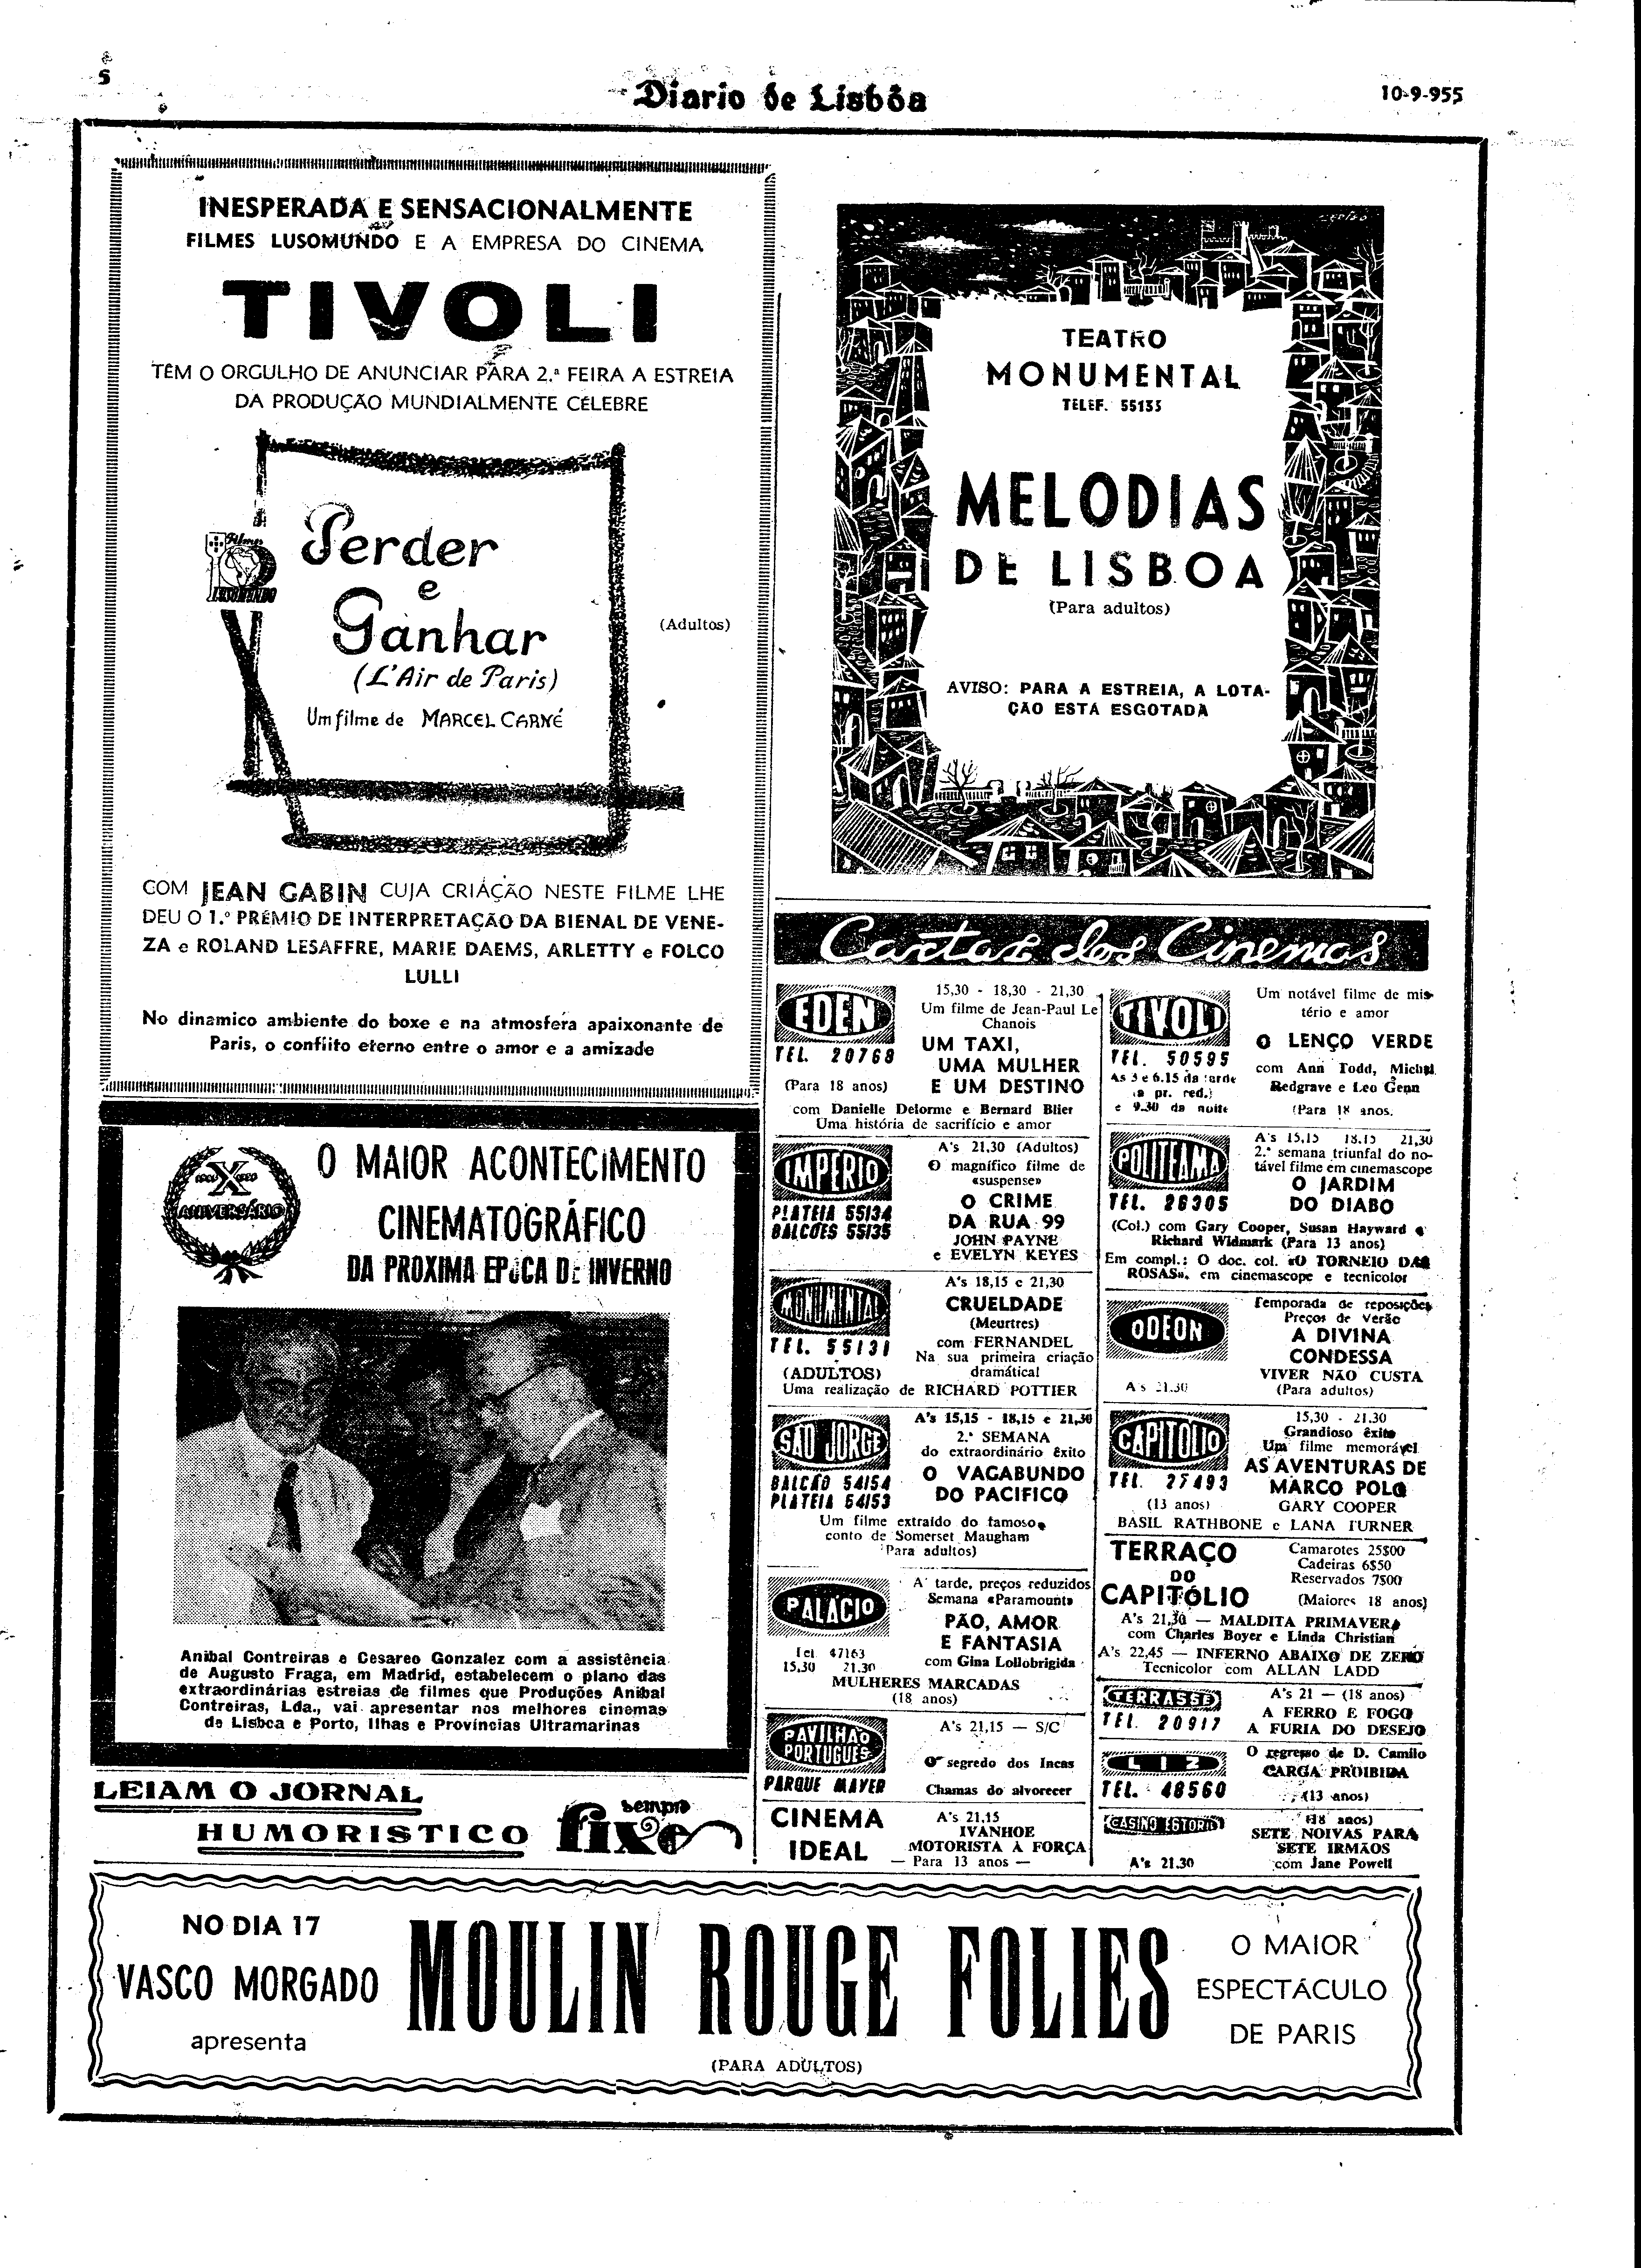 5
Diario de Lisbôa
10-9-955
INESPERADA E SENSACIONALMENTE
FILMES LUSOMUNDO E A EMPRESA DO CINEMA
TIVOLI
TÊM O ORGULHO DE ANUNCIAR PARA 2.ª FEIRA A ESTREIA
DA PRODUÇÃO MUNDIALMENTE CÉLEBRE
Filmes
LUSOMUNDO
Perder
e
Ganhar
(L'Air de Paris)
Um filme de MARCEL CARNÉ
(Adultos)
COM JEAN GABIN CUJA CRIAÇÃO NESTE FILME LHE
DEU O 1.º PRÉMIO DE INTERPRETAÇÃO DA BIENAL DE VENE-
ZA e ROLAND LESAFFRE, MARIE DAEMS, ARLETTY e FOLCO
LULLI
No dinamico ambiente do boxe e na atmosfera apaixonante de
Paris, o conflito eterno entre o amor e a amizade
TEATRO
MONUMENTAL
TELEF. 55135
MELODIAS
DE LISBOA
(Para adultos)
AVISO: PARA A ESTREIA, A LOTA-
ÇÃO ESTÁ ESGOTADA
X
ANIVERSÁRIO
O MAIOR ACONTECIMENTO
CINEMATOGRÁFICO
DA PROXIMA EPOCA DE INVERNO
Anibal Contreiras e Cesareo Gonzalez com a assistência
de Augusto Fraga, em Madrid, estabelecem o plano das
extraordinárias estreias de filmes que Produções Anibal
Contreiras, Lda., vai apresentar nos melhores cinemas
de Lisboa e Porto, Ilhas e Províncias Ultramarinas
LEIAM O JORNAL
HUMORISTICO
sempre
fixe
Cartaz dos Cinemas
EDEN
TEL. 20768
(Para 18 anos)
15,30 - 18,30 - 21,30
Um filme de Jean-Paul Le
Chanois
UM TAXI,
UMA MULHER
E UM DESTINO
com Danielle Delorme e Bernard Blier
Uma história de sacrifício e amor
IMPERIO
PLATEIA 55134
BALCÕES 55135
A's 21,30 (Adultos)
O magnífico filme de
«suspense»
O CRIME
DA RUA 99
JOHN PAYNE
e EVELYN KEYES
MONUMENTAL
TEL. 55131
(ADULTOS)
A's 18,15 e 21,30
CRUELDADE
(Meurtres)
com FERNANDEL
Na sua primeira criação
dramática!
Uma realização de RICHARD POTTIER
SÃO JORGE
BALCÃO 54154
PLATEIA 54153
A's 15,15 - 18,15 e 21,30
2.ª SEMANA
do extraordinário êxito
O VAGABUNDO
DO PACIFICO
Um filme extraído do famoso
conto de Somerset Maugham
(Para adultos)
PALÁCIO
Tel 47163
15,30 21.30
A' tarde, preços reduzidos
Semana «Paramount»
PÃO, AMOR
E FANTASIA
com Gina Lollobrigida
MULHERES MARCADAS
(18 anos)
PAVILHÃO
PORTUGUÊS
PARQUE MAYER
A's 21,15 — S/C
O segredo dos Incas
Chamas do alvorecer
CINEMA
IDEAL
A's 21,15
IVANHOE
MOTORISTA À FORÇA
— Para 13 anos —
TIVOLI
TEL. 50595
As 3 e 6.15 da tarde
(a pr. red.)
e 9.30 da noite
Um notável filme de mis-
tério e amor
O LENÇO VERDE
com Ann Todd, Michel
Redgrave e Leo Genn
(Para 18 anos.
POLITEAMA
TEL. 26305
A's 15,15 18.15 21,30
2.ª semana triunfal do no-
tável filme em cinemascope
O JARDIM
DO DIABO
(Col.) com Gary Cooper, Susan Hayward e
Richard Widmark (Para 13 anos)
Em compl.: O doc. col. «O TORNEIO DAS
ROSAS», em cinemascope e tecnicolor
ODEON
A's 21.30
Temporada de reposições
Preços de Verão
A DIVINA
CONDESSA
VIVER NÃO CUSTA
(Para adultos)
CAPITOLIO
TEL. 27493
(13 anos)
15,30 - 21.30
Grandioso êxito
Um filme memorável
AS AVENTURAS DE
MARCO POLO
GARY COOPER
BASIL RATHBONE e LANA TURNER
TERRAÇO
DO
CAPITÓLIO
Camarotes 25$00
Cadeiras 6$50
Reservados 7$00
(Maiores 18 anos)
A's 21,30 — MALDITA PRIMAVERA
com Charles Boyer e Linda Christian
A's 22,45 — INFERNO ABAIXO DE ZERO
Tecnicolor com ALLAN LADD
TERRASSE
TEL. 20917
A's 21 — (18 anos)
A FERRO E FOGO
A FURIA DO DESEJO
LIZ
TEL. 48560
O regresso de D. Camilo
CARGA PROIBIDA
(13 anos)
CASINO ESTORIL
A's 21.30
(18 anos)
SETE NOIVAS PARA
SETE IRMÃOS
com Jane Powell
NO DIA 17
VASCO MORGADO
apresenta
MOULIN ROUGE FOLIES
(PARA ADULTOS)
O MAIOR
ESPECTÁCULO
DE PARIS